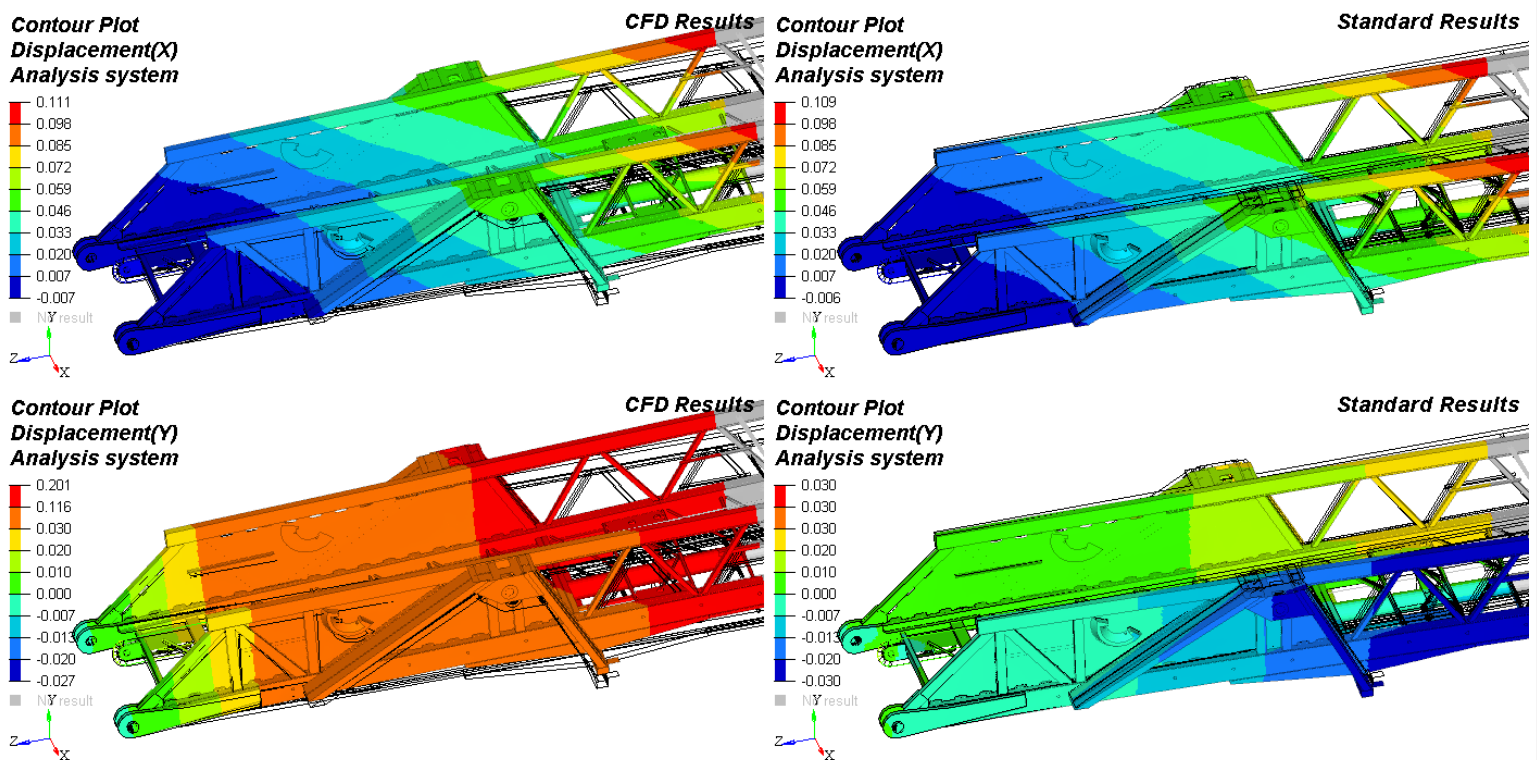 Contour Plot
Displacement(X)
Analysis system
CFD Results
0.111
0.098
0.085
0.072
0.059
0.046
0.033
0.020
0.007
-0.007
No result
Y
Z
X
Contour Plot
Displacement(X)
Analysis system
Standard Results
0.109
0.098
0.085
0.072
0.059
0.046
0.033
0.020
0.007
-0.006
No result
Y
Z
X
Contour Plot
Displacement(Y)
Analysis system
CFD Results
0.201
0.116
0.030
0.020
0.010
0.000
-0.007
-0.013
-0.020
-0.027
No result
Y
Z
X
Contour Plot
Displacement(Y)
Analysis system
Standard Results
0.030
0.030
0.030
0.020
0.010
0.000
-0.007
-0.013
-0.020
-0.030
No result
Y
Z
X